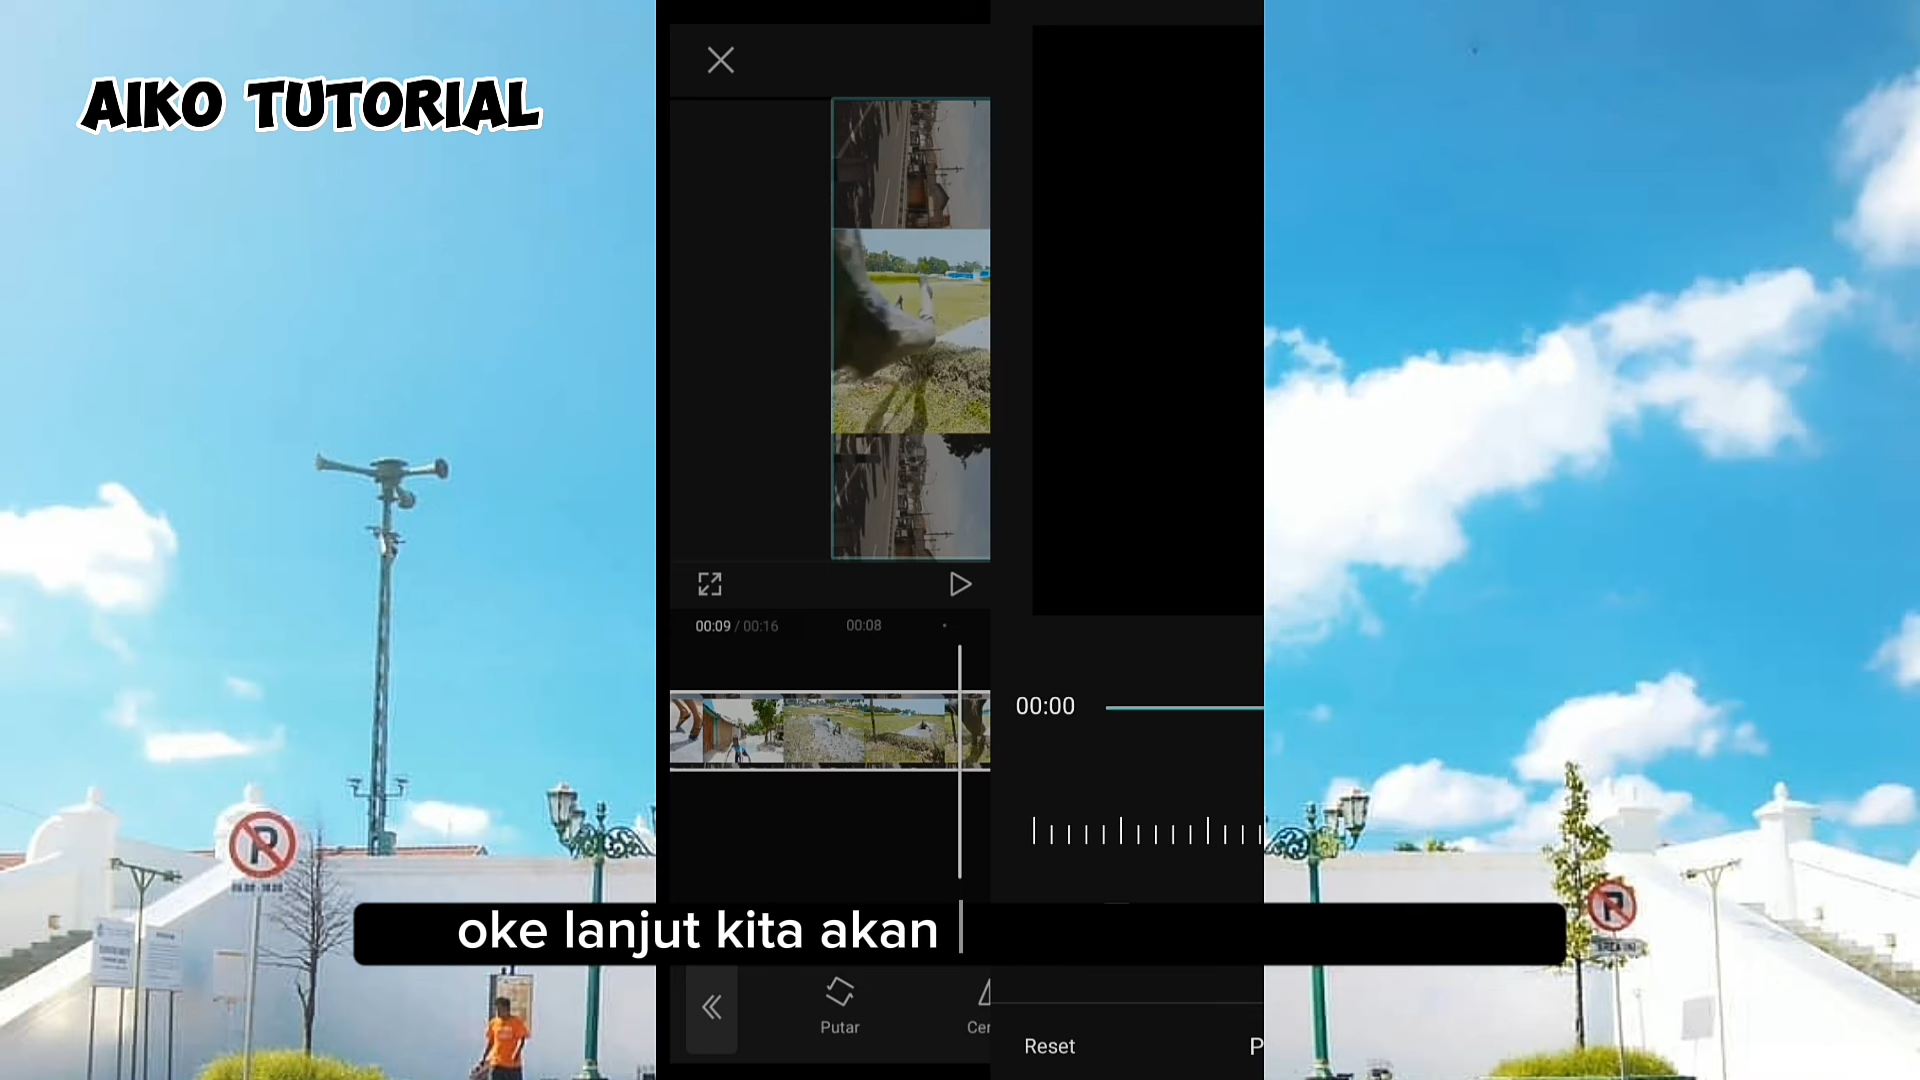 AIKO TUTORIAL
00:09 / 00:16
00:08
00:00
oke lanjut kita akan
Putar
Reset
P
P